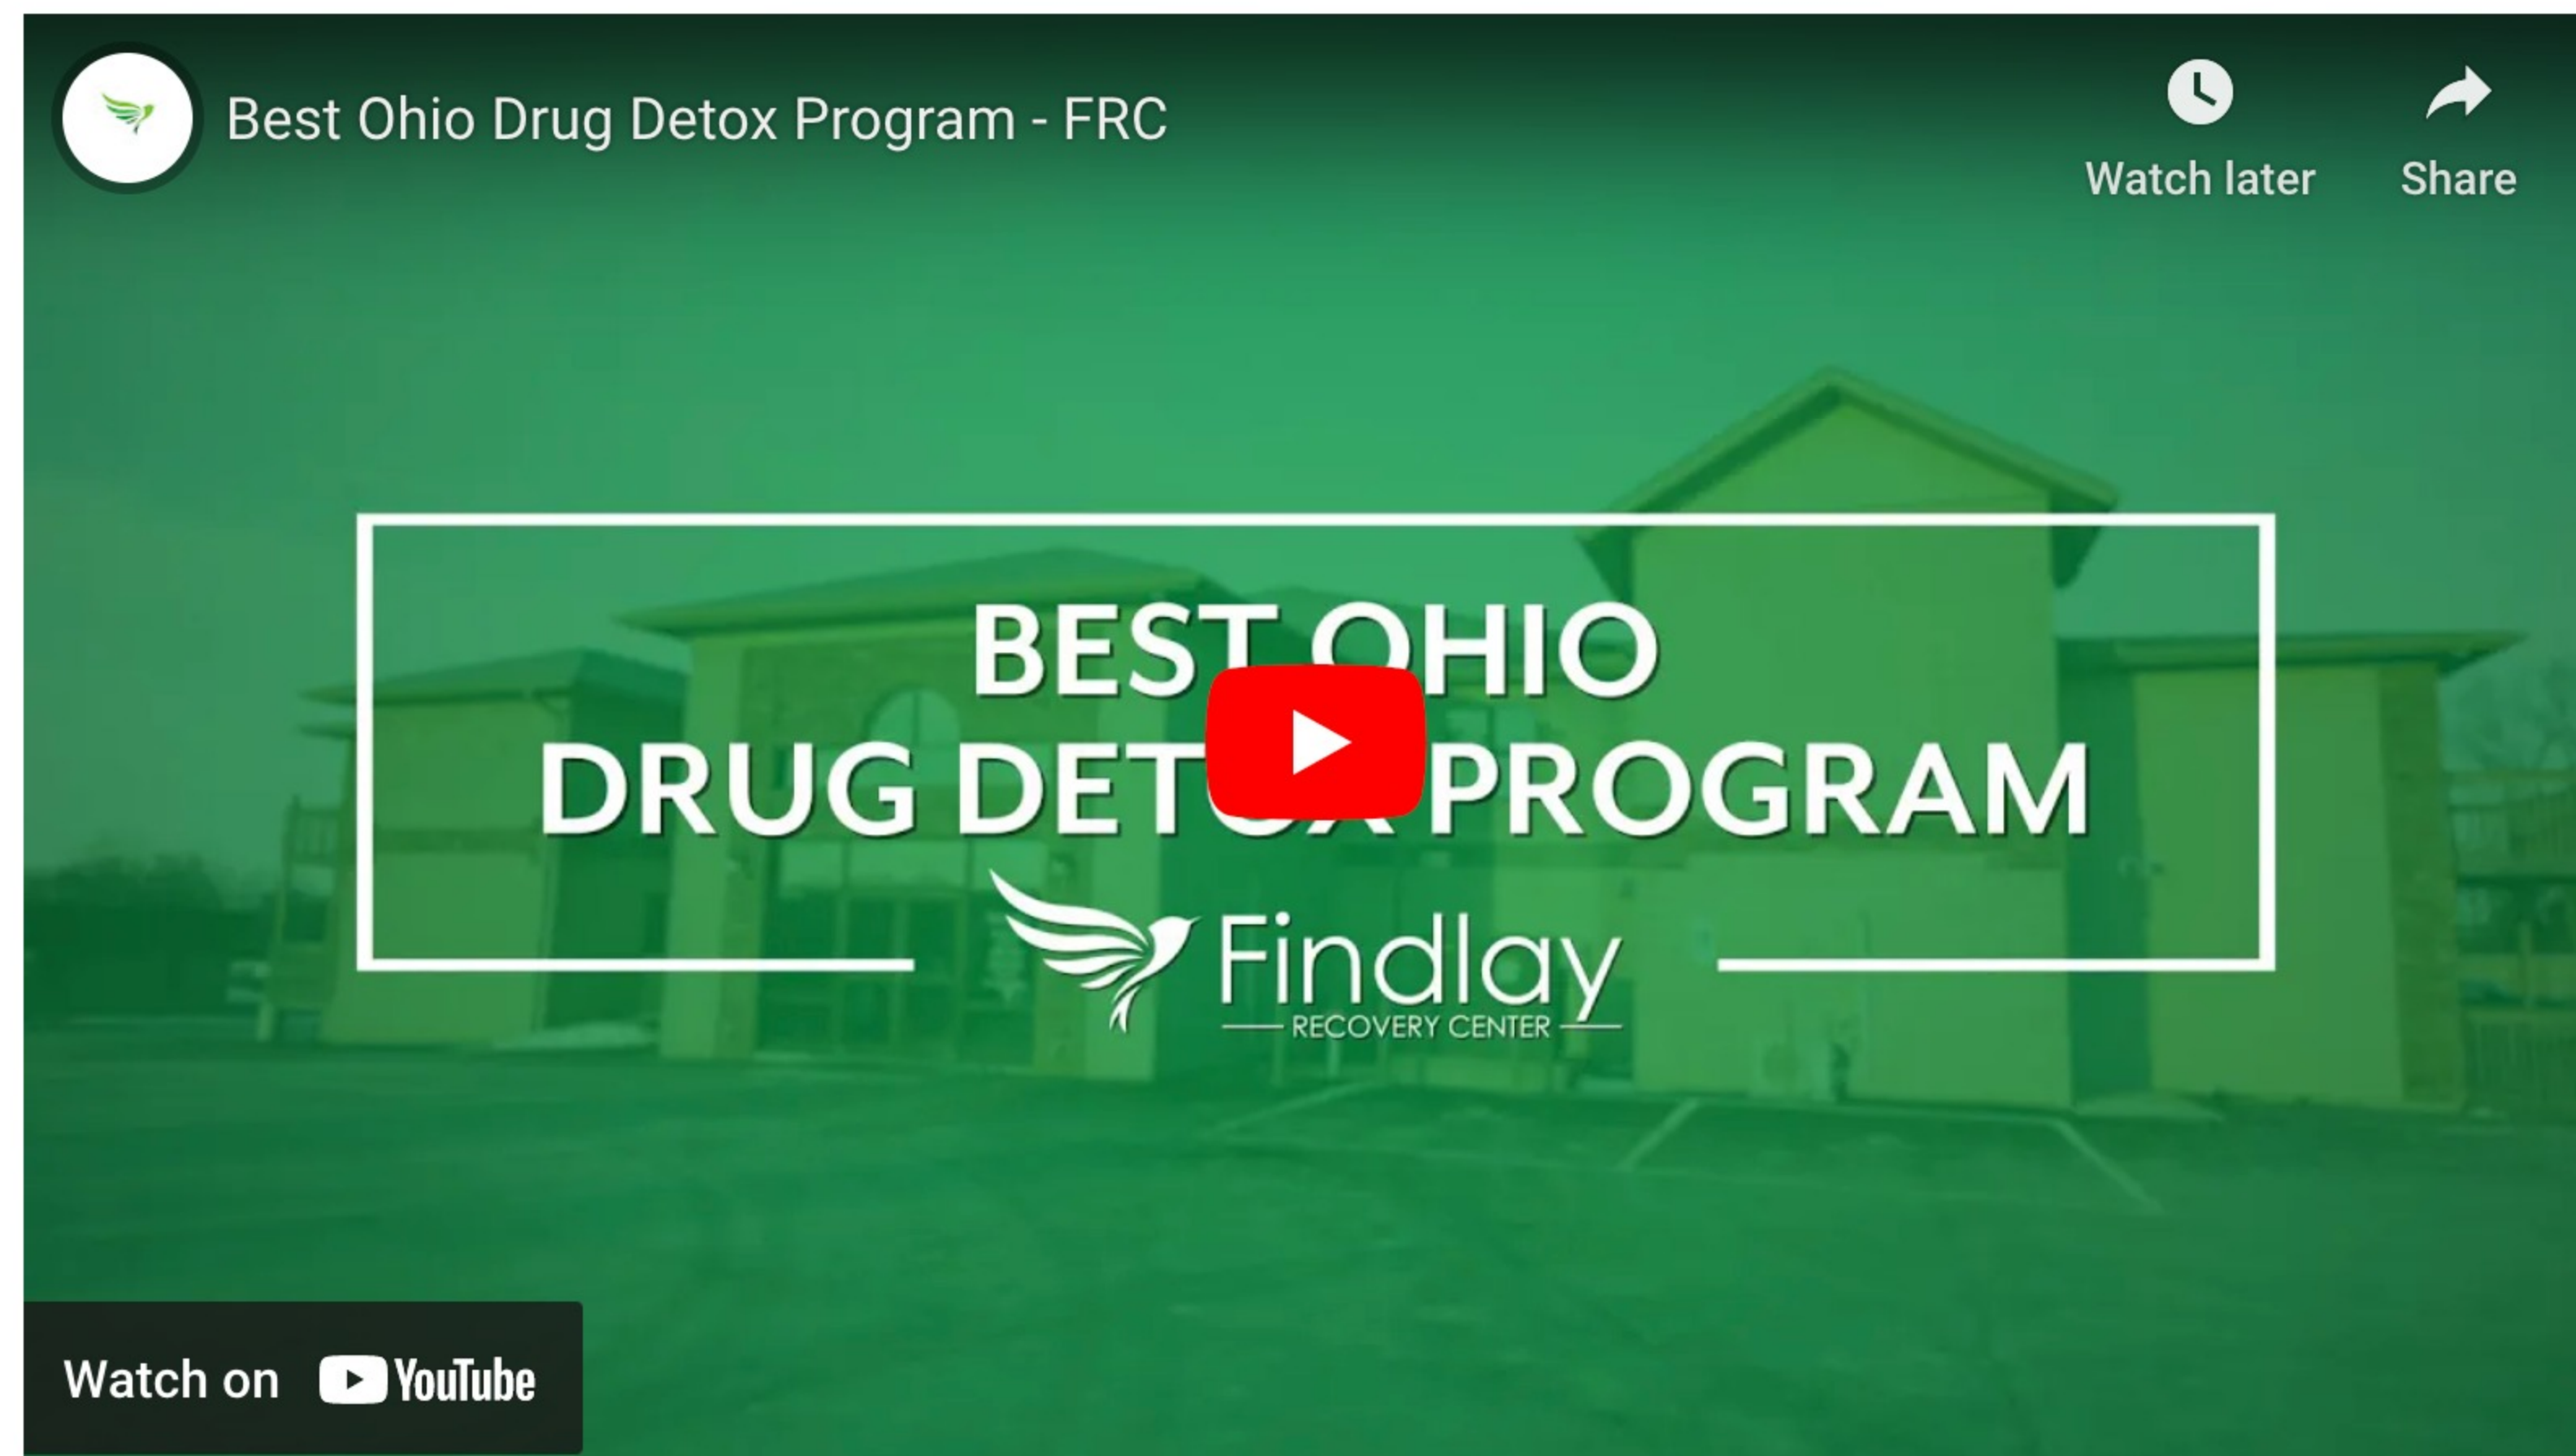 Best Ohio Drug Detox Program - FRC
Watch later
Share
BEST OHIO
DRUG DETOX PROGRAM
Findlay
RECOVERY CENTER
Watch on YouTube